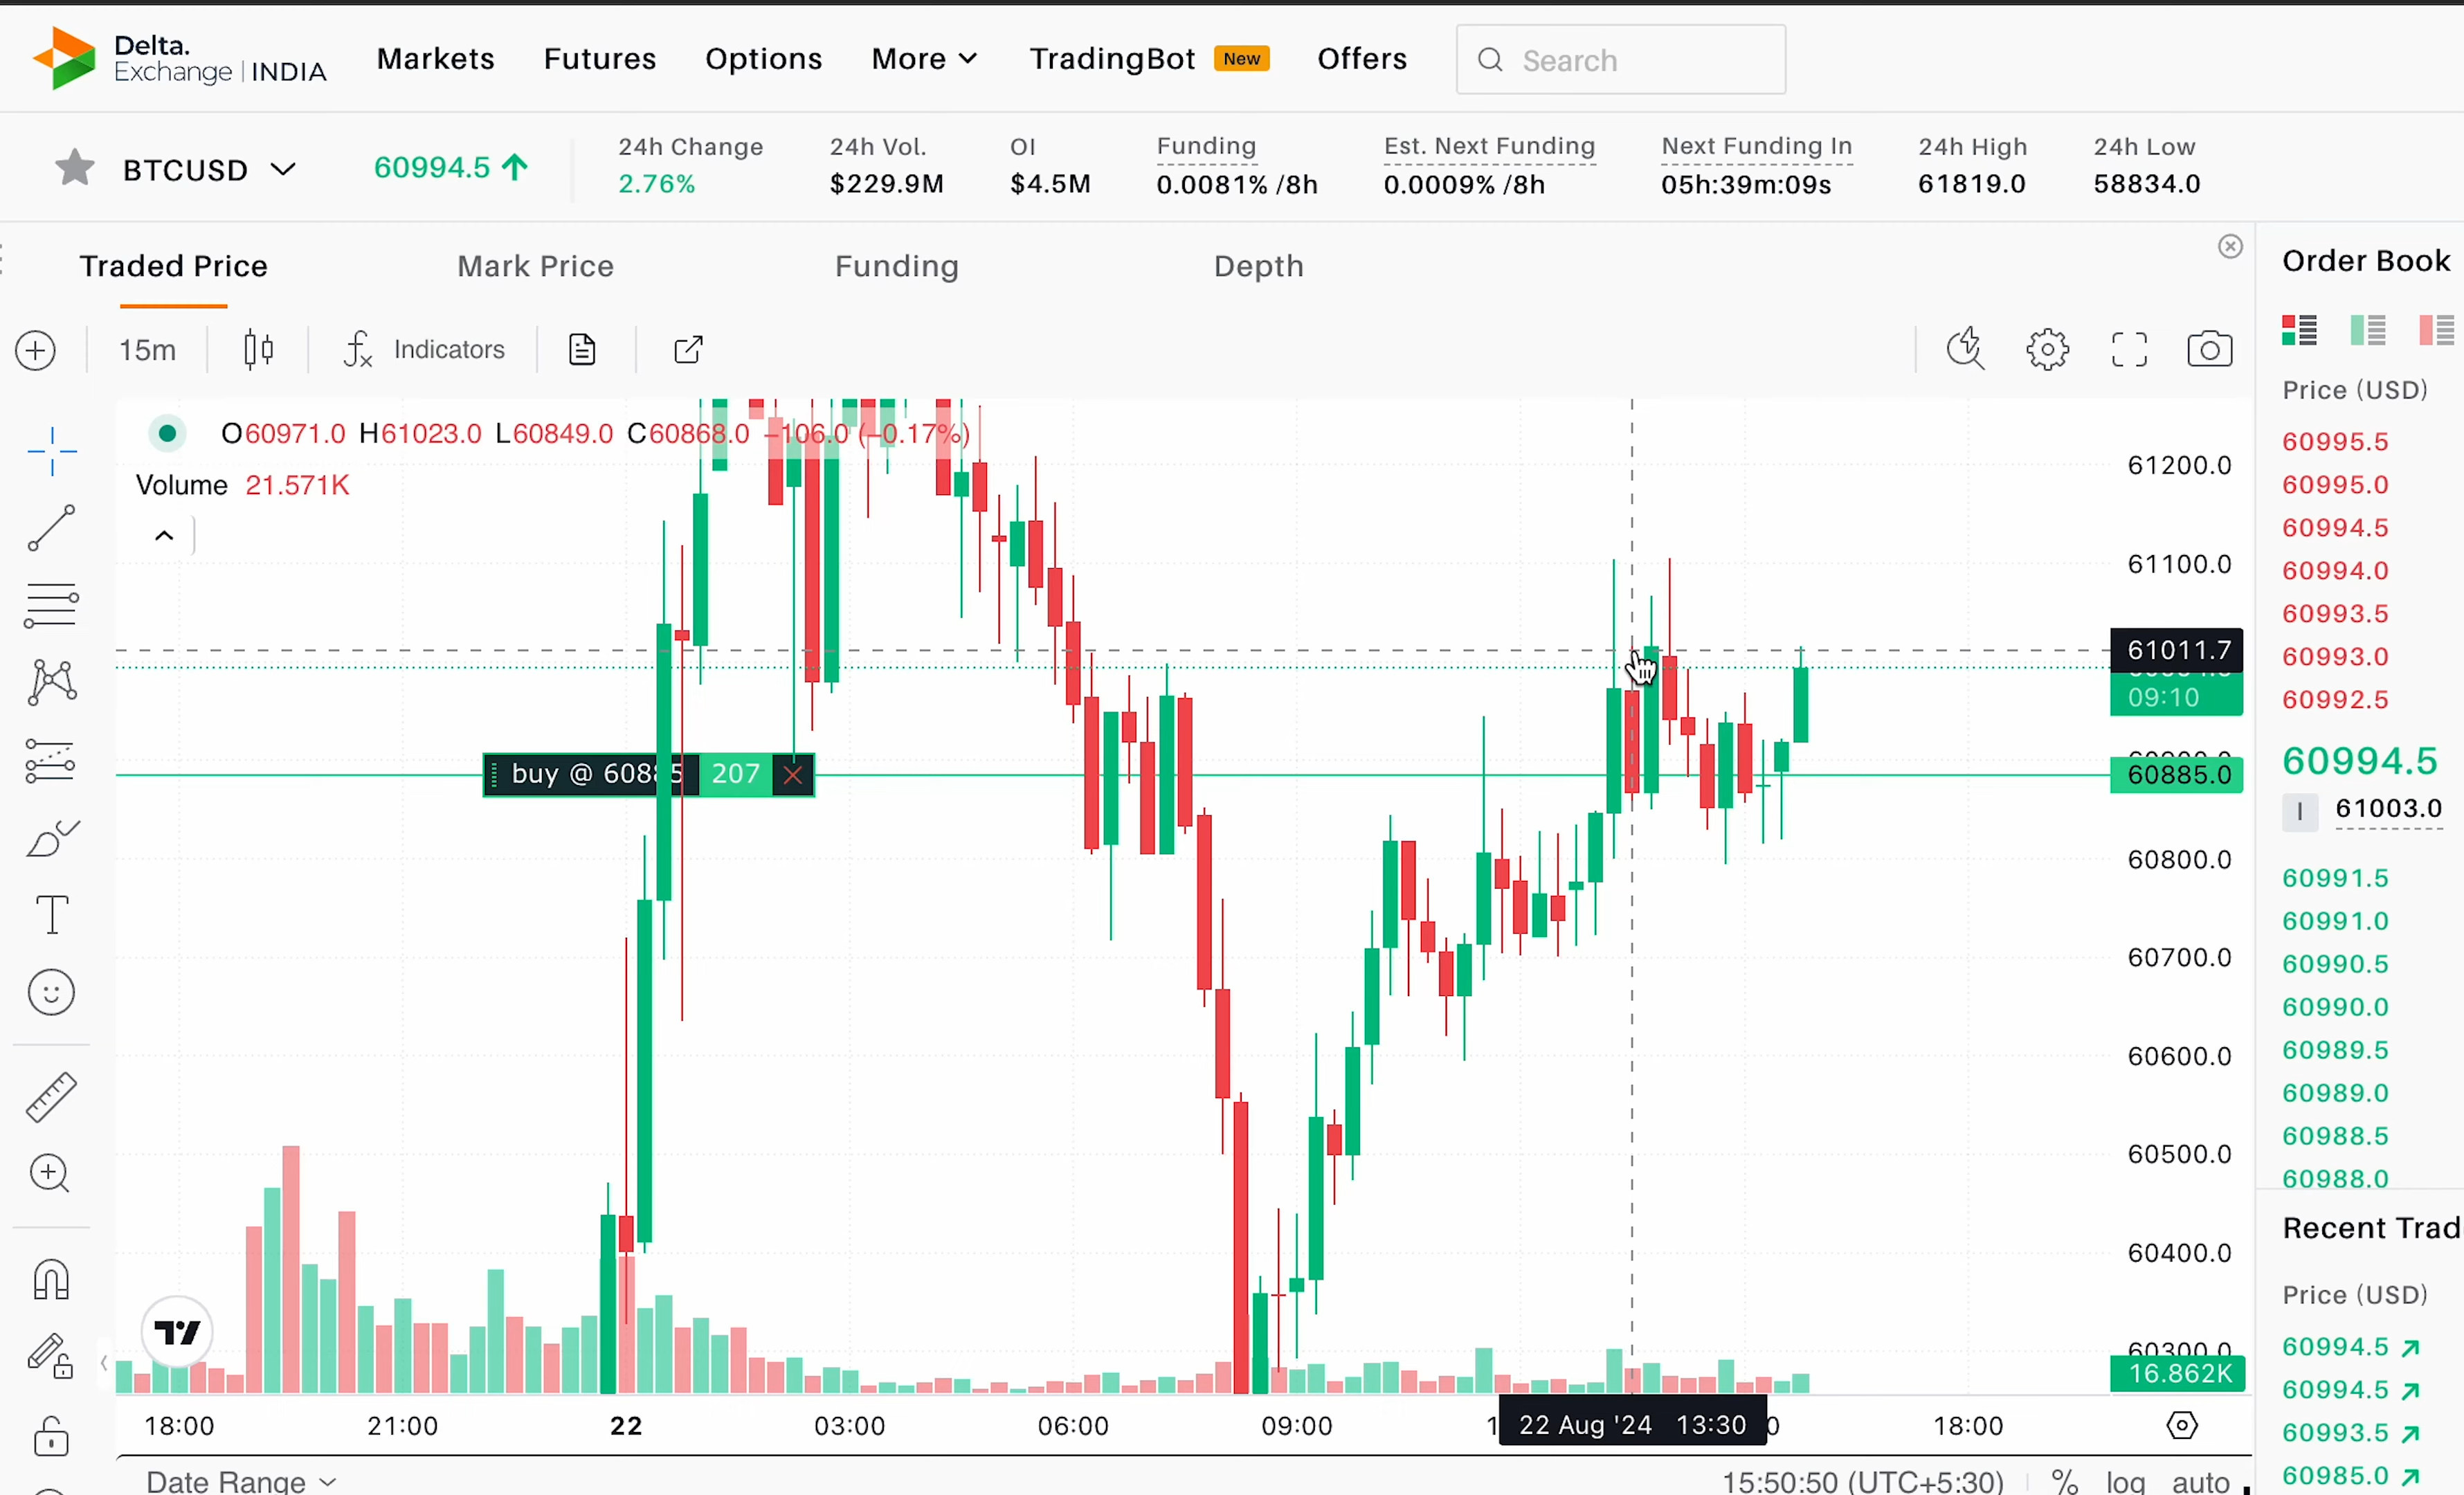 Delta.
Exchange | INDIA
Markets Futures Options More TradingBot New Offers Search
BTCUSD 60994.5
24h Change 24h Vol. OI Funding Est. Next Funding Next Funding In 24h High 24h Low
2.76% $229.9M $4.5M 0.0081% /8h 0.0009% /8h 05h:39m:09s 61819.0 58834.0
Traded Price Mark Price Funding Depth
15m Indicators
O60971.0 H61023.0 L60849.0 C60868.0 −106.0 (−0.17%)
Volume 21.571K
61200.0
61100.0
61011.7
09:10
buy @ 60885 207
60885.0
60800.0
60700.0
60600.0
60500.0
60400.0
60300.0
16.862K
18:00 21:00 22 03:00 06:00 09:00 22 Aug '24 13:30 18:00
Date Range 15:50:50 (UTC+5:30) % log auto
Order Book
Price (USD)
60995.5
60995.0
60994.5
60994.0
60993.5
60993.0
60992.5
60994.5
I 61003.0
60991.5
60991.0
60990.5
60990.0
60989.5
60989.0
60988.5
60988.0
Recent Trad
Price (USD)
60994.5
60994.5
60993.5
60985.0